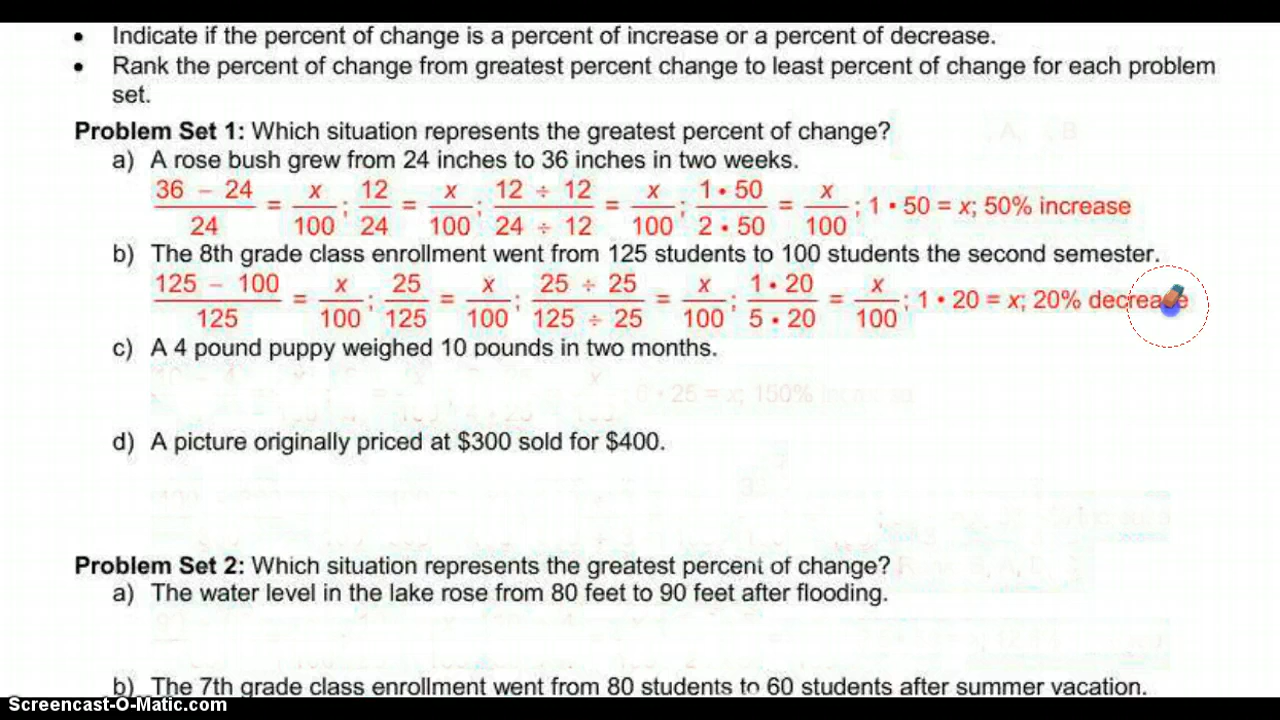 • Indicate if the percent of change is a percent of increase or a percent of decrease.
• Rank the percent of change from greatest percent change to least percent of change for each problem
set.
Problem Set 1: Which situation represents the greatest percent of change?
a) A rose bush grew from 24 inches to 36 inches in two weeks.
36 – 24 / 24 = x / 100 ; 12 / 24 = x / 100 ; 12 ÷ 12 / 24 ÷ 12 = x / 100 ; 1 • 50 / 2 • 50 = x / 100 ; 1 • 50 = x; 50% increase
b) The 8th grade class enrollment went from 125 students to 100 students the second semester.
125 – 100 / 125 = x / 100 ; 25 / 125 = x / 100 ; 25 ÷ 25 / 125 ÷ 25 = x / 100 ; 1 • 20 / 5 • 20 = x / 100 ; 1 • 20 = x; 20% decrease
c) A 4 pound puppy weighed 10 pounds in two months.
6 • 25 = x; 150% increase
d) A picture originally priced at $300 sold for $400.
Problem Set 2: Which situation represents the greatest percent of change?
a) The water level in the lake rose from 80 feet to 90 feet after flooding.
b) The 7th grade class enrollment went from 80 students to 60 students after summer vacation.
Screencast-O-Matic.com